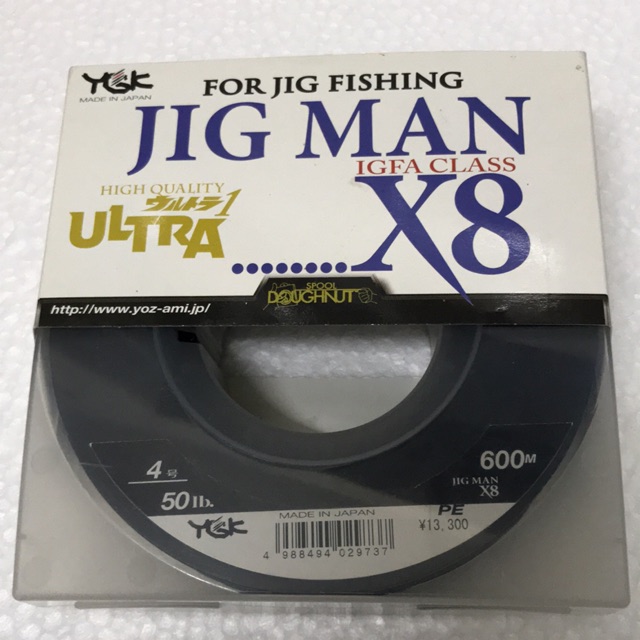 YGK
MADE IN JAPAN
FOR JIG FISHING
JIG MAN
IGFA CLASS
HIGH QUALITY
ウルトラ1
ULTRA
........X8
SPOOL
DOUGHNUT
http://www.yoz-ami.jp/
4号
50lb.
600M
JIG MAN
X8
PE
¥13,300
MADE IN JAPAN
YGK
4 988494 029737